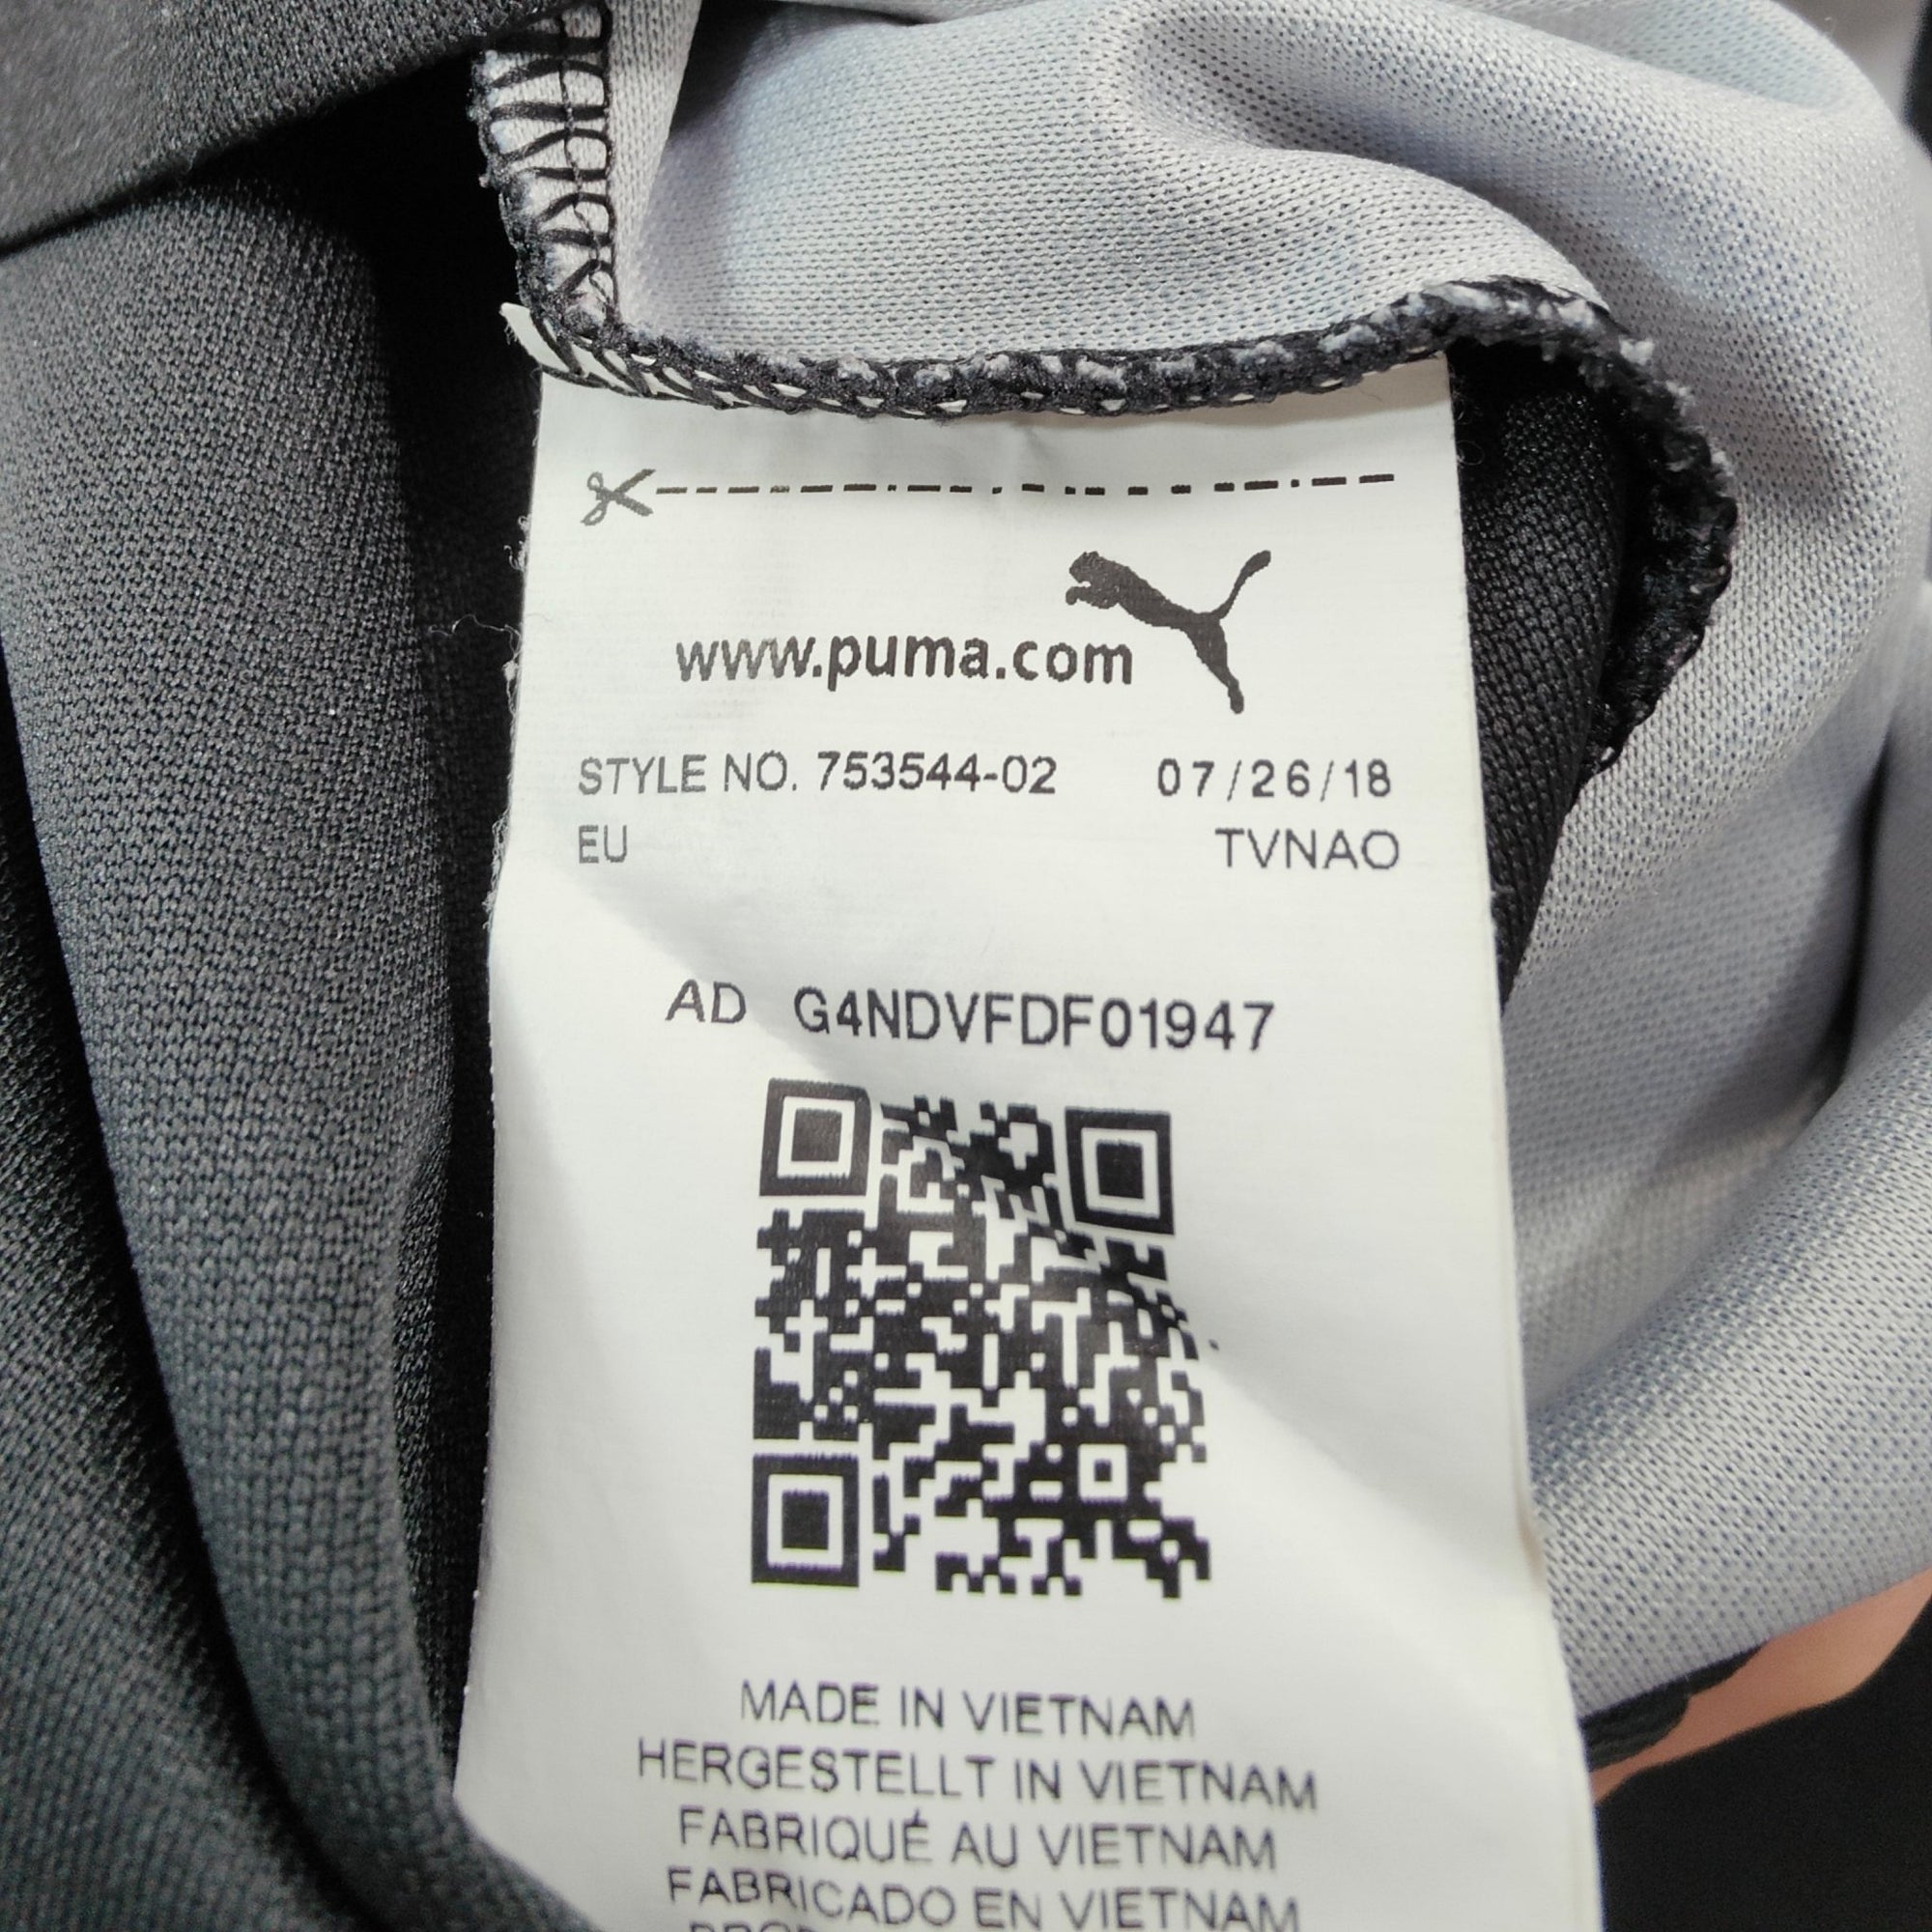 www.puma.com
STYLE NO. 753544-02 07/26/18
EU TVNAO
AD G4NDVFDF01947
MADE IN VIETNAM
HERGESTELLT IN VIETNAM
FABRIQUÉ AU VIETNAM
FABRICADO EN VIETNAM